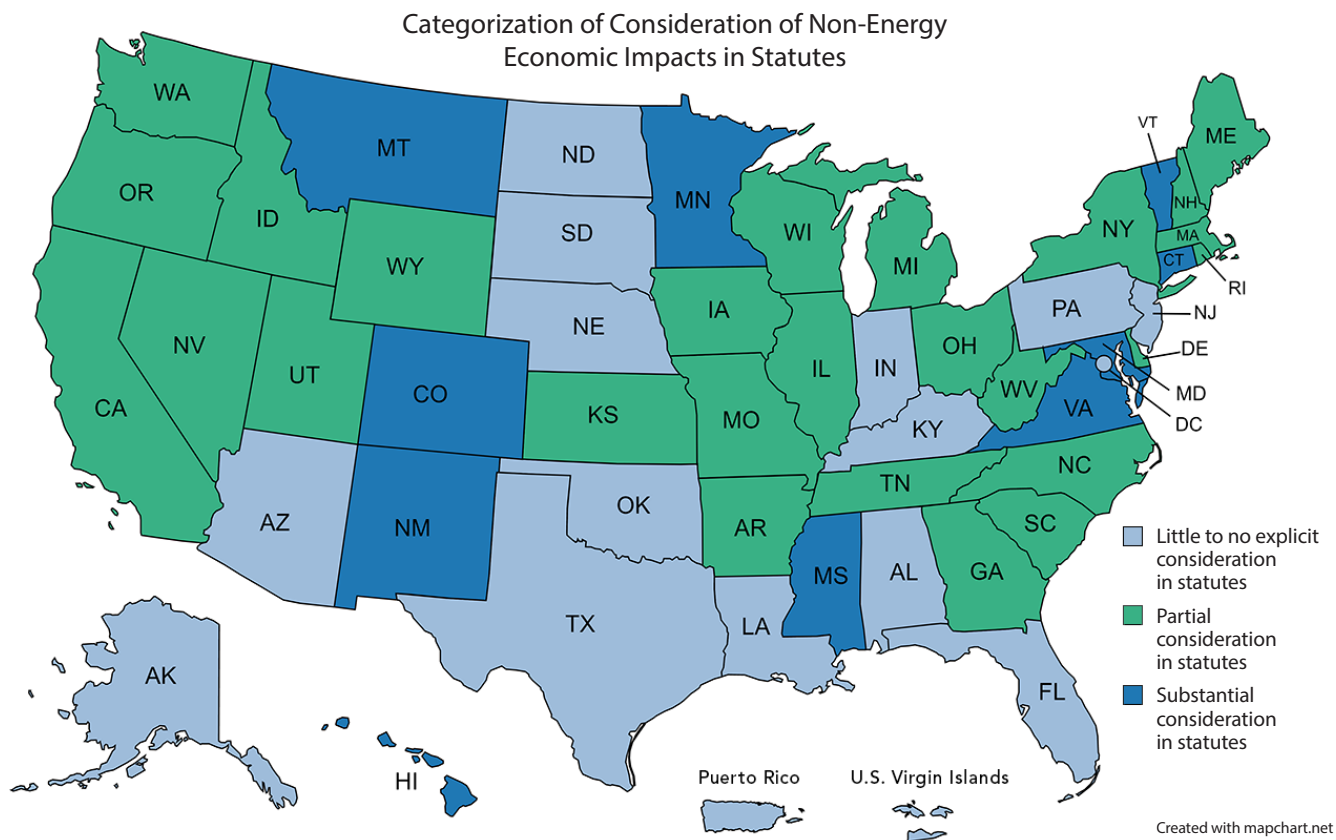 Categorization of Consideration of Non-Energy
Economic Impacts in Statutes
WA
MT
ND
MN
VT
ME
OR
ID
SD
WI
NH
NY
MA
WY
MI
CT
RI
NE
IA
PA
NJ
NV
UT
IL
IN
OH
DE
CO
WV
MD
CA
KS
MO
VA
DC
KY
NC
TN
AZ
NM
OK
AR
SC
MS
AL
GA
TX
LA
FL
AK
HI
Little to no explicit
consideration
in statutes
Partial
consideration
in statutes
Substantial
consideration
in statutes
Puerto Rico
U.S. Virgin Islands
Created with mapchart.net